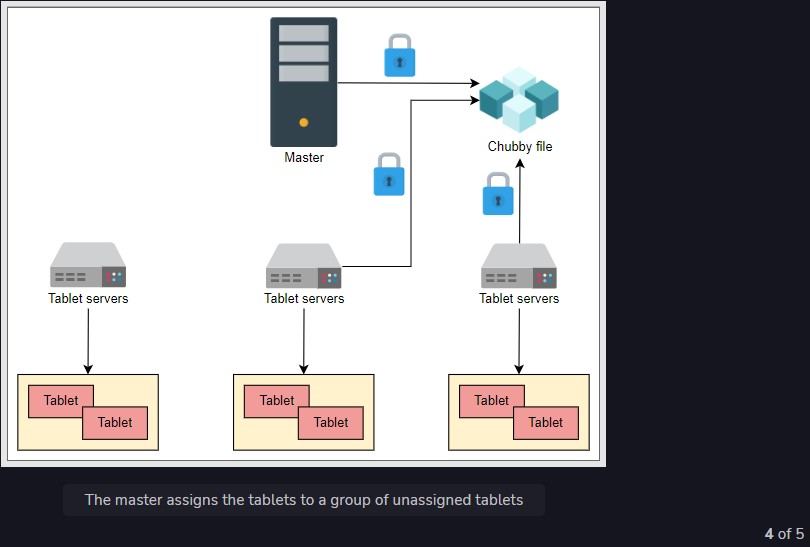 Master
Chubby file
Tablet servers
Tablet servers
Tablet servers
Tablet
Tablet
Tablet
Tablet
Tablet
Tablet
The master assigns the tablets to a group of unassigned tablets
4 of 5